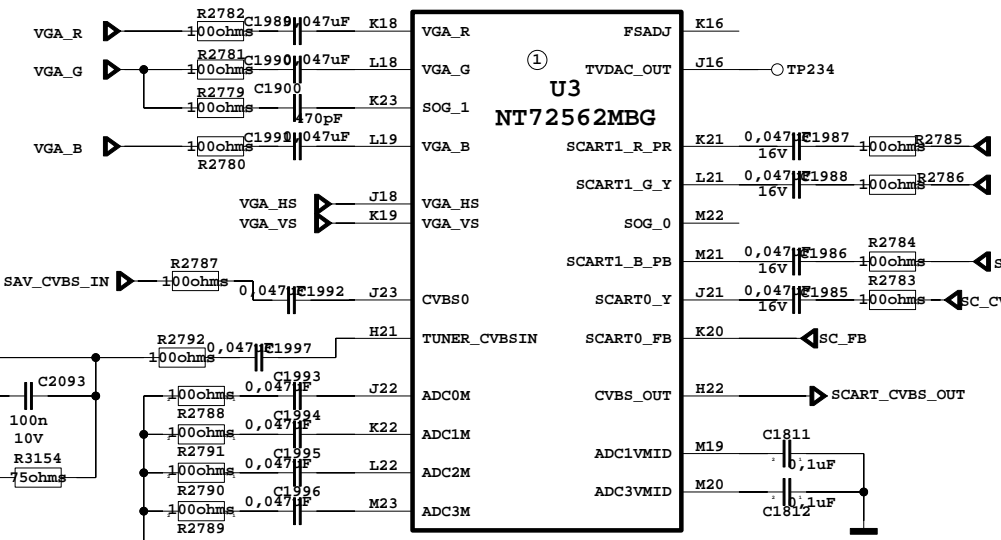 R2782
C1989 0,047uF
VGA_R
100ohms
K18
VGA_R
FSADJ
K16
R2781
C1990 0,047uF
VGA_G
100ohms
L18
VGA_G
TVDAC_OUT
J16
TP234
1
U3
NT72562MBG
R2779
C1900
100ohms
470pF
K23
SOG_1
C1991 0,047uF
VGA_B
100ohms
R2780
L19
VGA_B
SCART1_R_PR
K21
0,047uF
C1987
16V
100ohms
R2785
SCART1_G_Y
L21
0,047uF
C1988
16V
100ohms
R2786
VGA_HS
J18
VGA_HS
VGA_VS
K19
VGA_VS
SOG_0
M22
SCART1_B_PB
M21
0,047uF
C1986
16V
R2784
100ohms
S
R2787
SAV_CVBS_IN
100ohms
0,047uF
C1992
J23
CVBS0
SCART0_Y
J21
0,047uF
C1985
16V
R2783
100ohms
SC_CV
R2792
100ohms
0,047uF
C1997
H21
TUNER_CVBSIN
SCART0_FB
K20
SC_FB
C2093
100n
10V
R3154
75ohms
100ohms
R2788
0,047uF
C1993
J22
ADC0M
CVBS_OUT
H22
SCART_CVBS_OUT
100ohms
R2791
0,047uF
C1994
K22
ADC1M
ADC1VMID
M19
C1811
0,1uF
100ohms
R2790
0,047uF
C1995
L22
ADC2M
ADC3VMID
M20
0,1uF
C1812
100ohms
R2789
0,047uF
C1996
M23
ADC3M